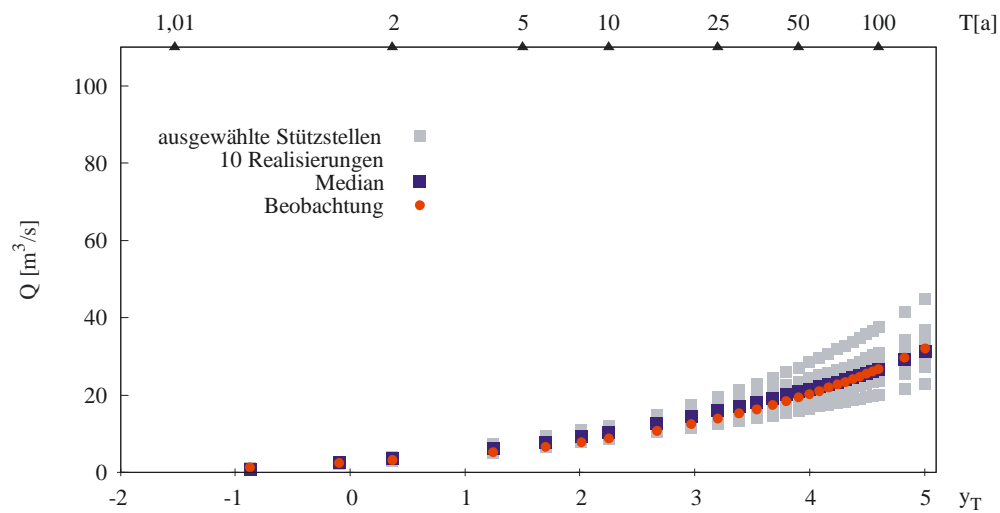 1,01 2 5 10 25 50 100 T[a]
100
ausgewählte Stützstellen
80
10 Realisierungen
Median
Beobachtung
60
Q [m³/s]
40
20
0
-2 -1 0 1 2 3 4 5 y_T